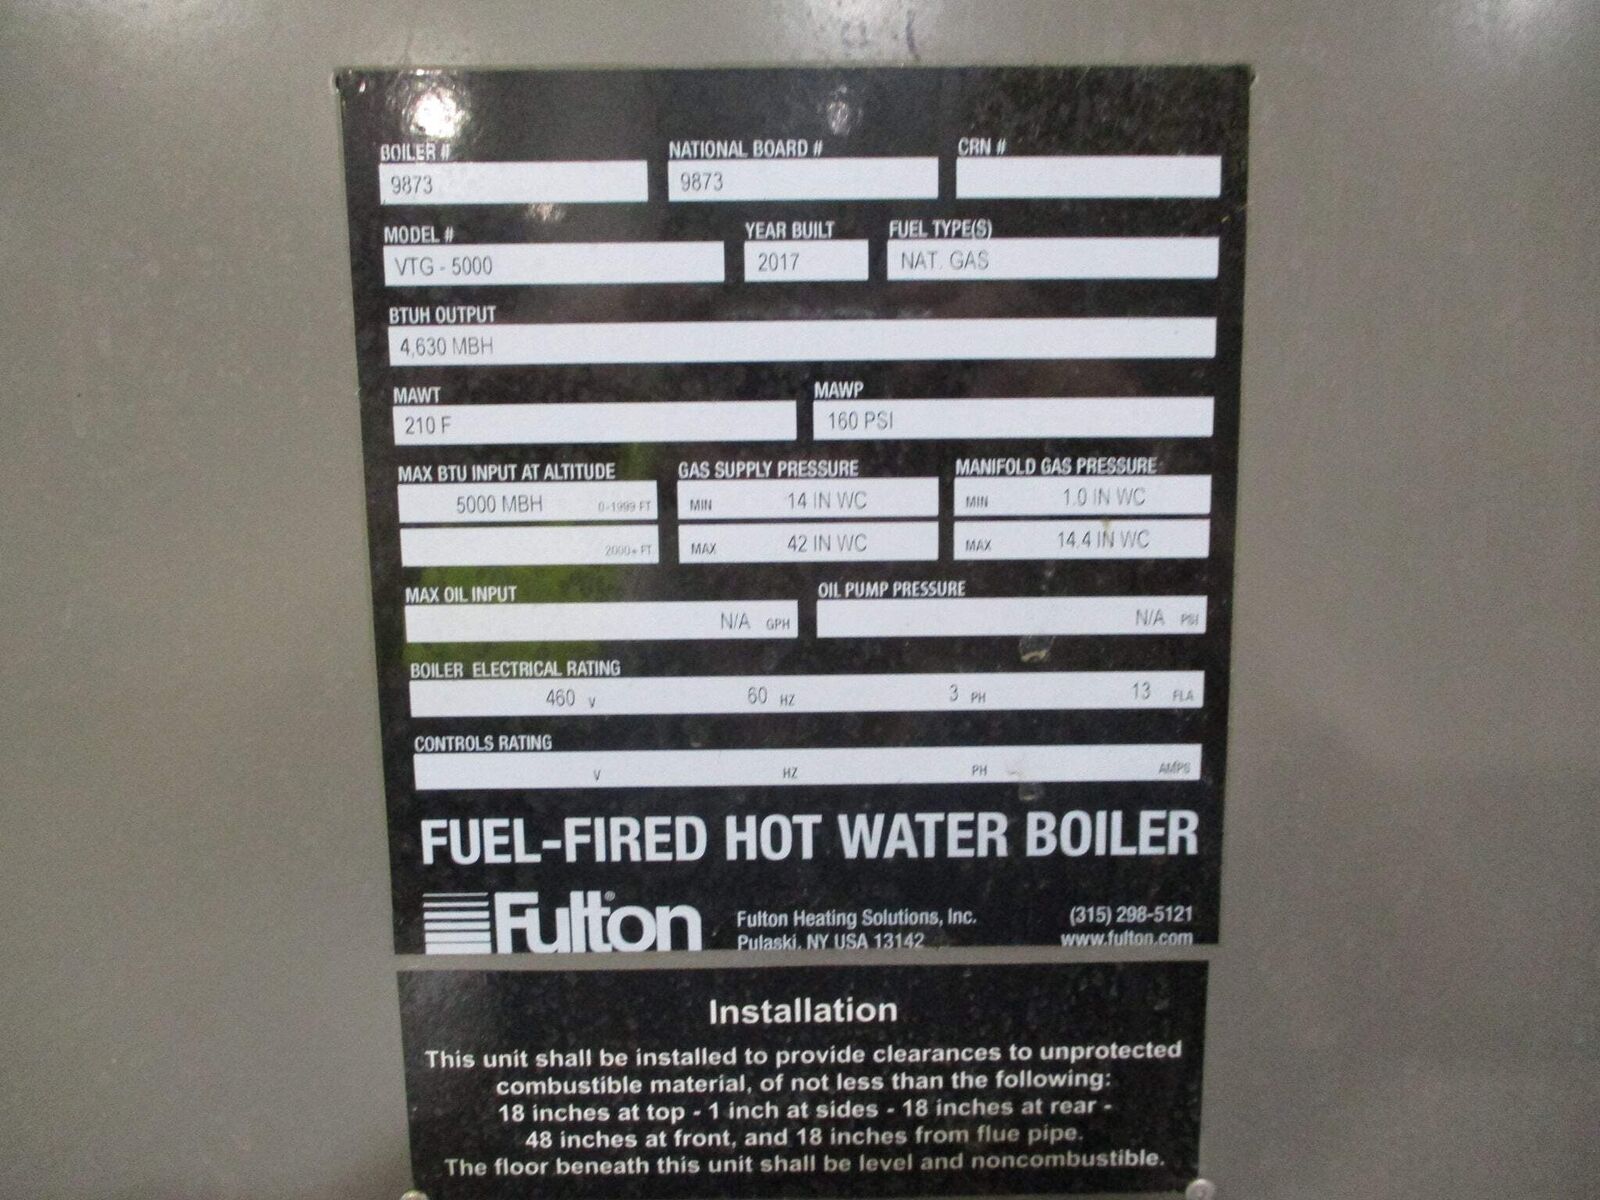 BOILER # NATIONAL BOARD # CRN #
9873 9873
MODEL # YEAR BUILT FUEL TYPE(S)
VTG - 5000 2017 NAT. GAS
BTUH OUTPUT
4,630 MBH
MAWT MAWP
210 F 160 PSI
MAX BTU INPUT AT ALTITUDE GAS SUPPLY PRESSURE MANIFOLD GAS PRESSURE
5000 MBH 0-1999 FT MIN 14 IN WC MIN 1.0 IN WC
2000+ FT. MAX 42 IN WC MAX 14.4 IN WC
MAX OIL INPUT OIL PUMP PRESSURE
N/A GPH N/A PSI
BOILER ELECTRICAL RATING
460 V 60 HZ 3 PH 13 FLA
CONTROLS RATING
V HZ PH AMPS
FUEL-FIRED HOT WATER BOILER
Fulton® Fulton Heating Solutions, Inc. (315) 298-5121
Pulaski, NY USA 13142 www.fulton.com
Installation
This unit shall be installed to provide clearances to unprotected
combustible material, of not less than the following:
18 inches at top - 1 inch at sides - 18 inches at rear -
48 inches at front, and 18 inches from flue pipe.
The floor beneath this unit shall be level and noncombustible.